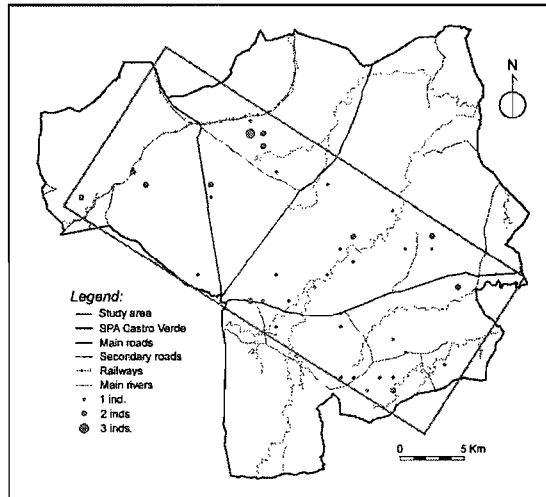 N
Legend:
Study area
SPA Castro Verde
Main roads
Secondary roads
Railways
Main rivers
1 ind.
2 inds
3 inds.
0 5 Km